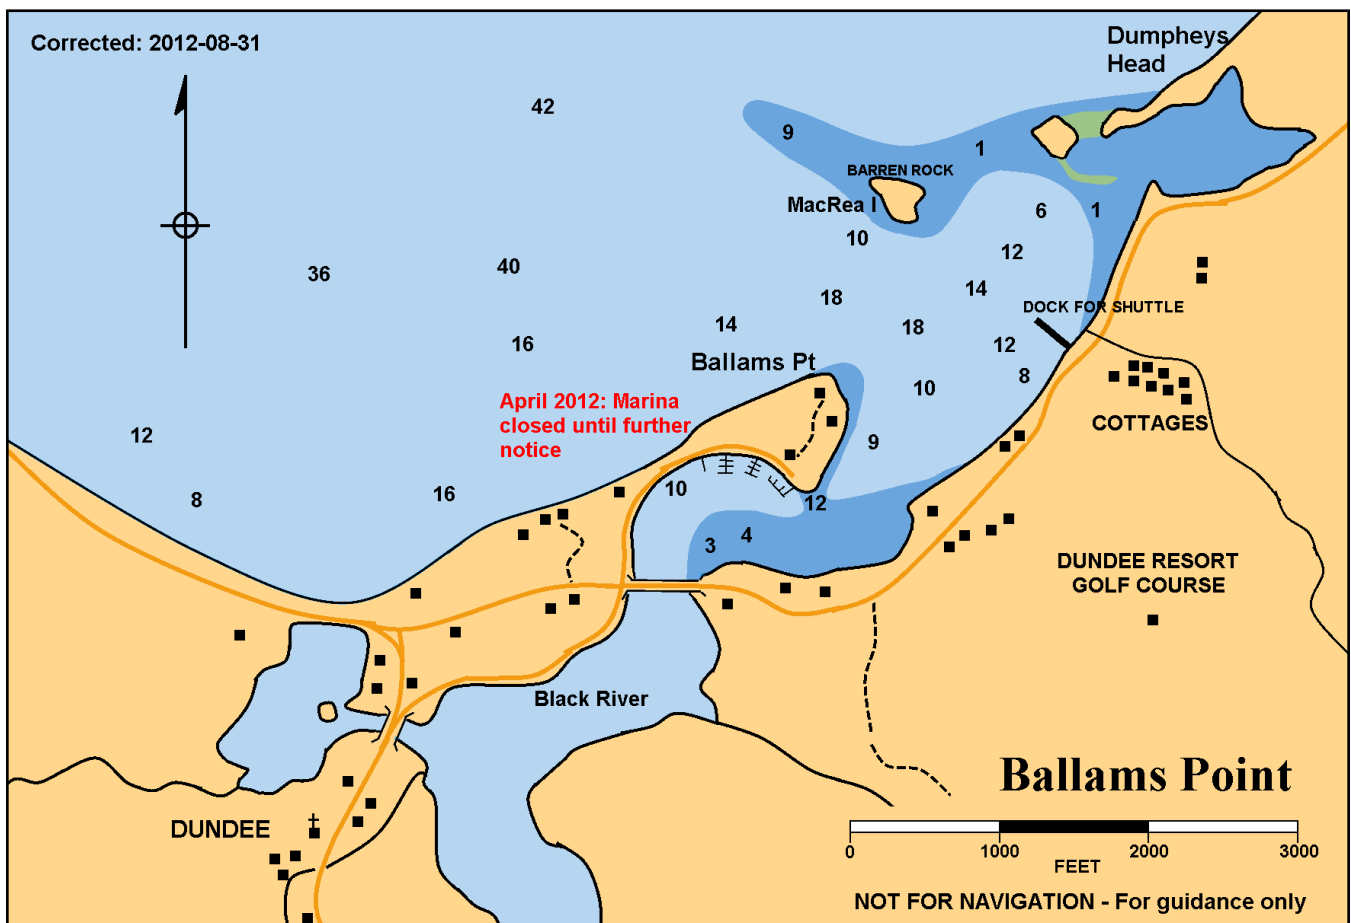 Corrected: 2012-08-31
Dumpheys
Head
42
9
1
BARREN ROCK
MacRea I
6
1
10
12
36
40
14
18
DOCK FOR SHUTTLE
14
18
16
12
Ballams Pt
8
10
COTTAGES
April 2012: Marina
closed until further
notice
12
9
10
16
8
12
4
3
DUNDEE RESORT
GOLF COURSE
Black River
Ballams Point
DUNDEE
0
1000
2000
3000
FEET
NOT FOR NAVIGATION - For guidance only